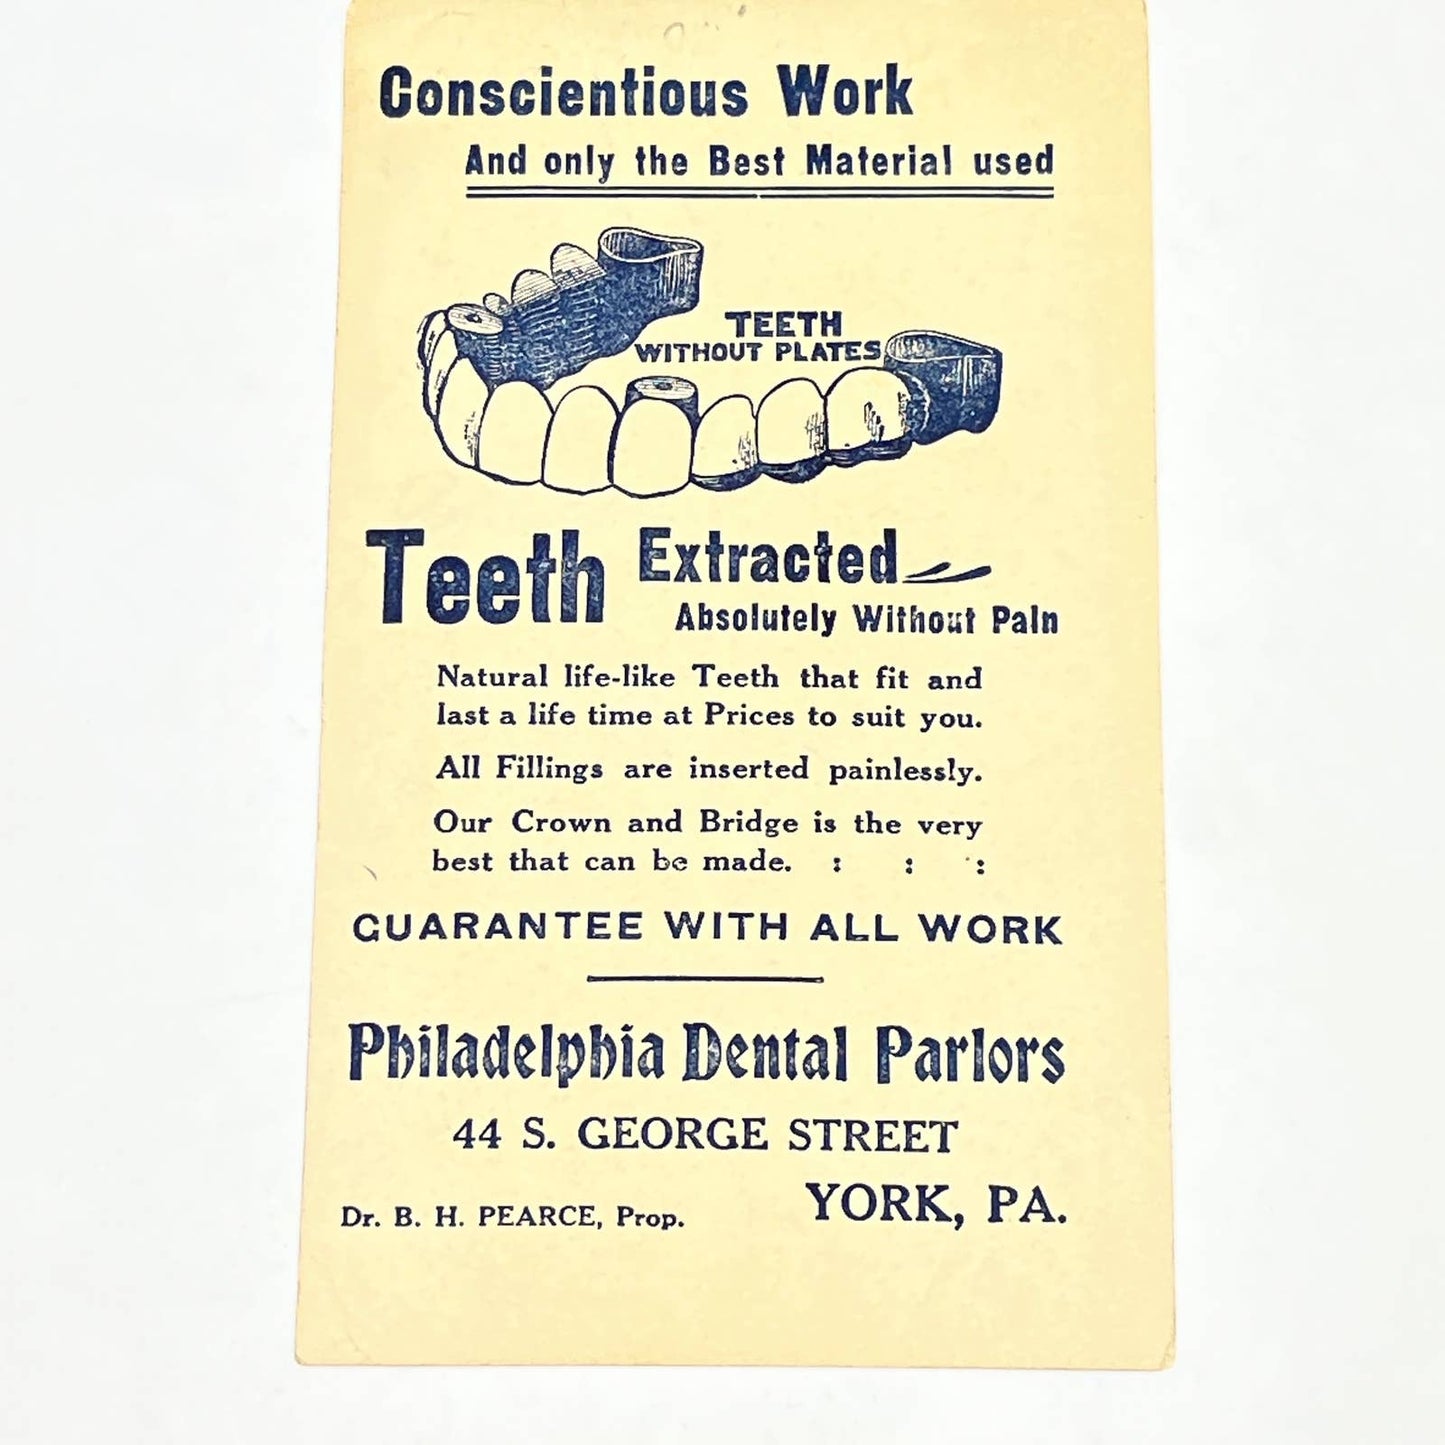 Conscientious Work
And only the Best Material used
TEETH
WITHOUT PLATES
Teeth Extracted
Absolutely Without Pain
Natural life-like Teeth that fit and
last a life time at Prices to suit you.
All Fillings are inserted painlessly.
Our Crown and Bridge is the very
best that can be made. : : :
GUARANTEE WITH ALL WORK
Philadelphia Dental Parlors
44 S. GEORGE STREET
YORK, PA.
Dr. B. H. PEARCE, Prop.